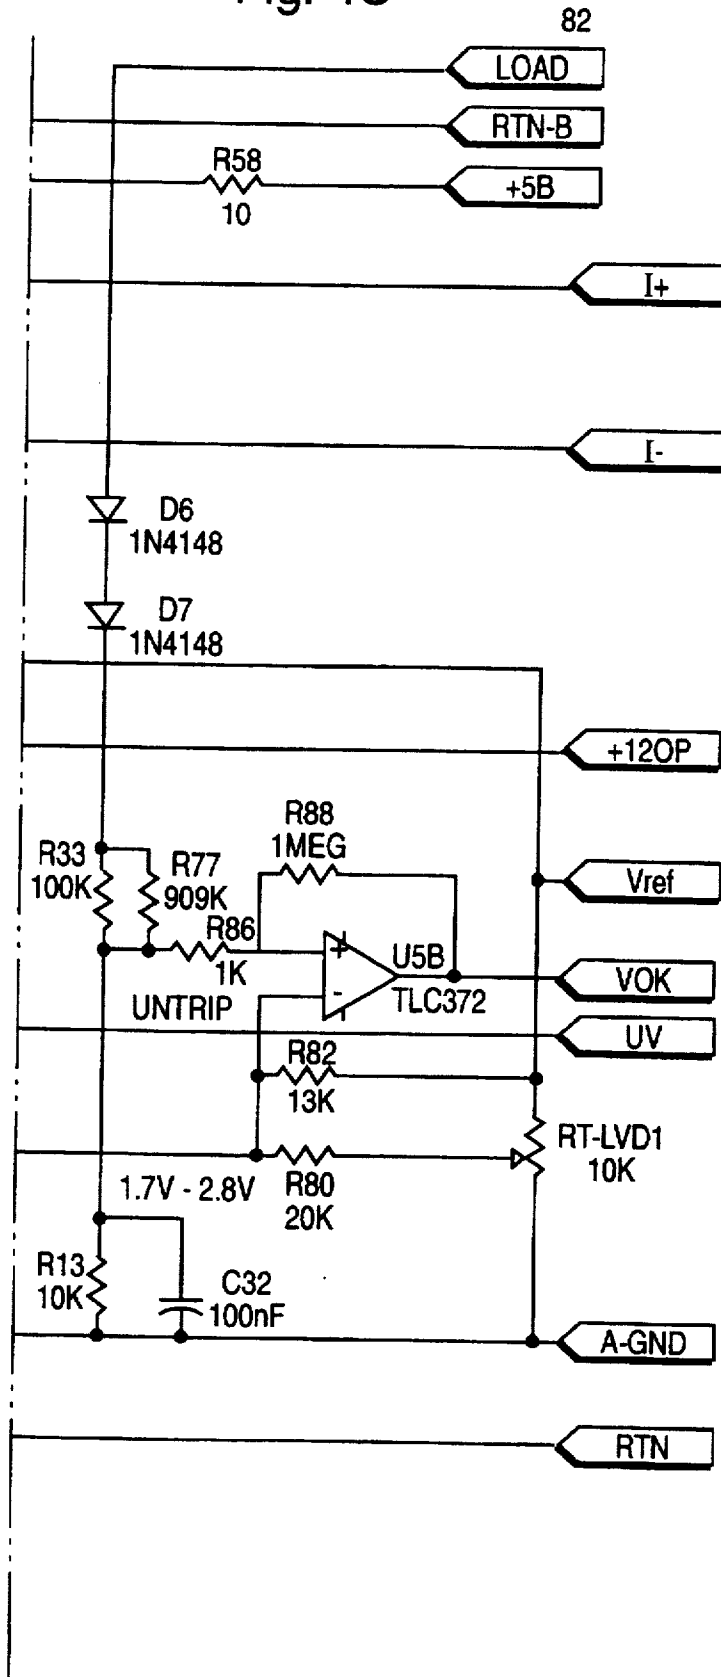 82
LOAD
RTN-B
R58
10
+5B
I+
I-
D6
1N4148
D7
1N4148
+12OP
R88
1MEG
R33
100K
R77
909K
Vref
R86
1K
+
U5B
TLC372
-
VOK
UNTRIP
UV
R82
13K
RT-LVD1
10K
1.7V - 2.8V
R80
20K
R13
10K
C32
100nF
A-GND
RTN